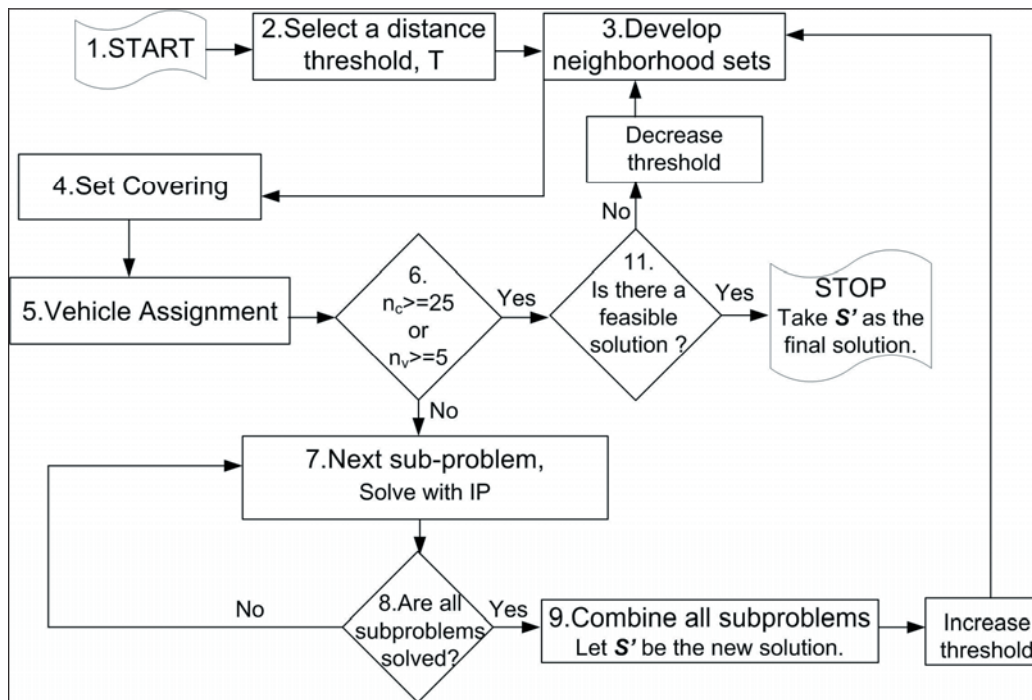 1.START
2.Select a distance
threshold, T
3.Develop
neighborhood sets
Decrease
threshold
4.Set Covering
No
5.Vehicle Assignment
6.
n_c>=25
or
n_v>=5
Yes
11.
Is there a
feasible
solution ?
Yes
STOP
Take S' as the
final solution.
No
7.Next sub-problem,
Solve with IP
No
8.Are all
subproblems
solved?
Yes
9.Combine all subproblems
Let S' be the new solution.
Increase
threshold